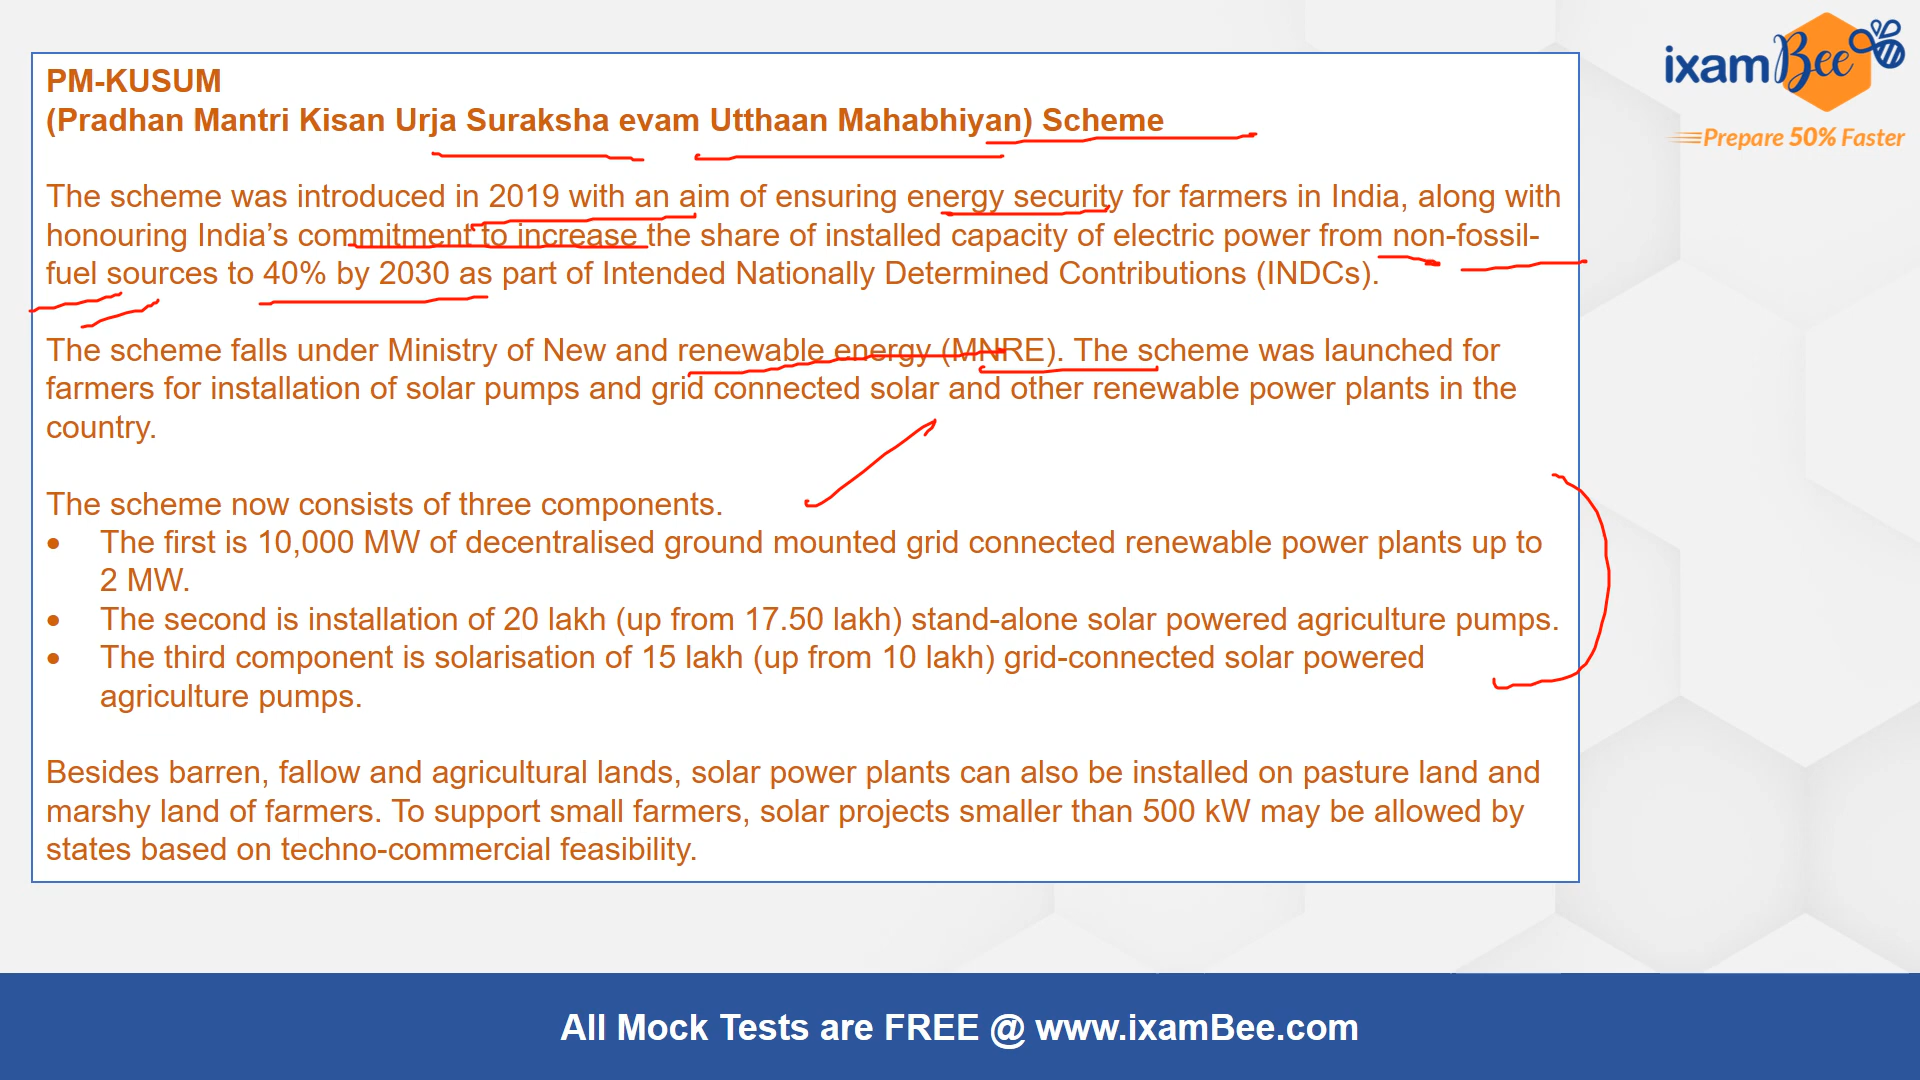 ixamBee
Prepare 50% Faster
PM-KUSUM
(Pradhan Mantri Kisan Urja Suraksha evam Utthaan Mahabhiyan) Scheme
The scheme was introduced in 2019 with an aim of ensuring energy security for farmers in India, along with
honouring India’s commitment to increase the share of installed capacity of electric power from non-fossil-
fuel sources to 40% by 2030 as part of Intended Nationally Determined Contributions (INDCs).
The scheme falls under Ministry of New and renewable energy (MNRE). The scheme was launched for
farmers for installation of solar pumps and grid connected solar and other renewable power plants in the
country.
The scheme now consists of three components.
• The first is 10,000 MW of decentralised ground mounted grid connected renewable power plants up to
2 MW.
• The second is installation of 20 lakh (up from 17.50 lakh) stand-alone solar powered agriculture pumps.
• The third component is solarisation of 15 lakh (up from 10 lakh) grid-connected solar powered
agriculture pumps.
Besides barren, fallow and agricultural lands, solar power plants can also be installed on pasture land and
marshy land of farmers. To support small farmers, solar projects smaller than 500 kW may be allowed by
states based on techno-commercial feasibility.
All Mock Tests are FREE @ www.ixamBee.com